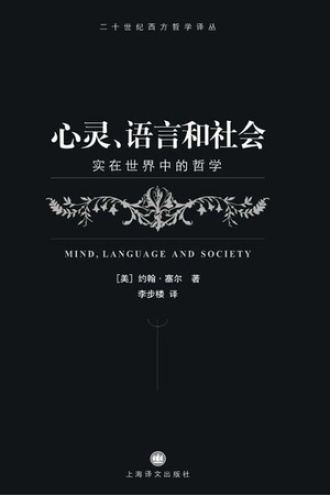 二十世纪西方哲学译丛
心灵、语言和社会
实在世界中的哲学
MIND, LANGUAGE AND SOCIETY
［美］约翰·塞尔 著
李步楼 译
上海译文出版社